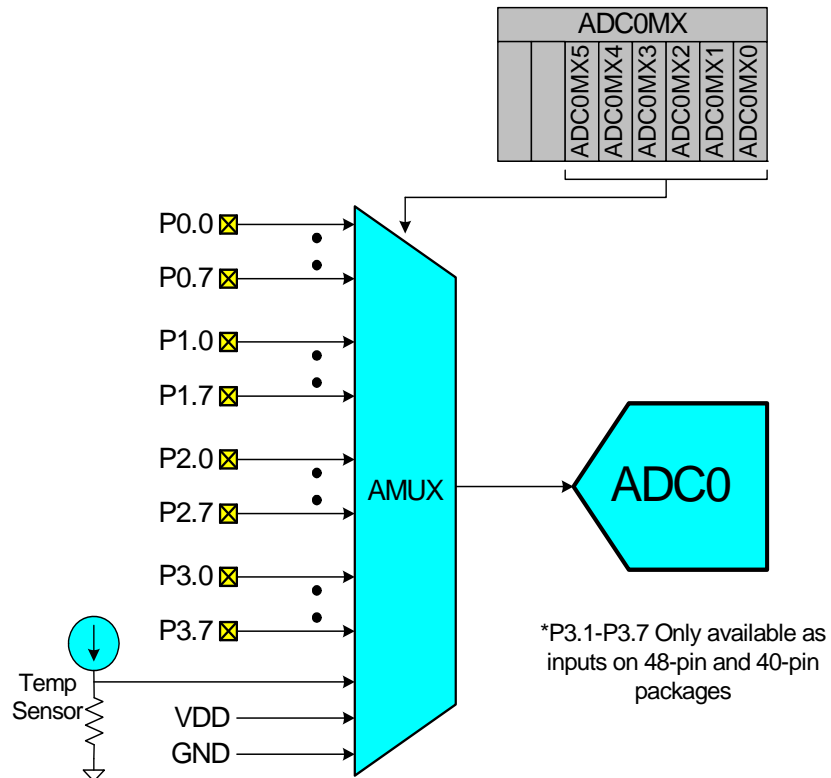 ADC0MX
ADC0MX5
ADC0MX4
ADC0MX3
ADC0MX2
ADC0MX1
ADC0MX0
P0.0
P0.7
P1.0
P1.7
P2.0
P2.7
P3.0
P3.7
AMUX
ADC0
*P3.1-P3.7 Only available as
inputs on 48-pin and 40-pin
packages
Temp
Sensor
VDD
GND